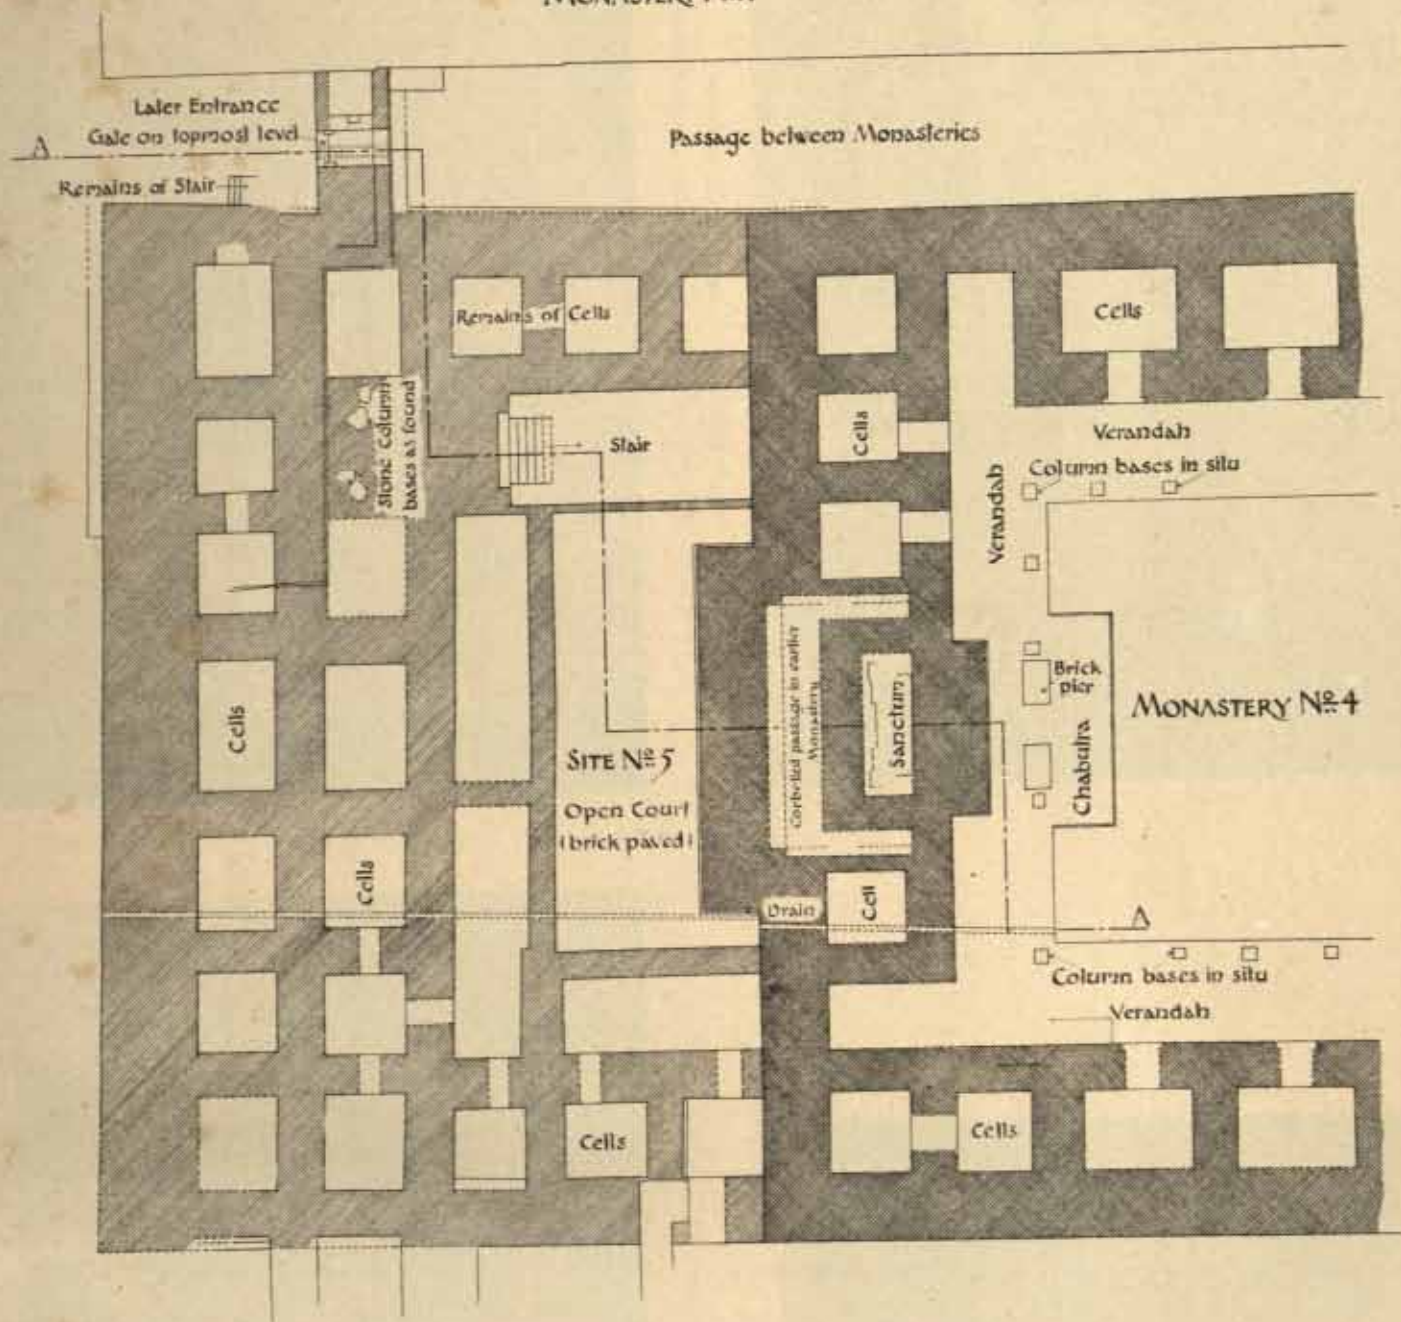 MONASTERY
Later Entrance
Gate on topmost level
A
Remains of Stair
Passage between Monasteries
Remains of Cells
Cells
Stone Column
bases as found
Stair
Cells
Verandah
Column bases in situ
Verandah
Cells
Corbelled passage in earlier
Monastery
Sanctum
Brick
pier
Chabutra
MONASTERY Nº 4
SITE Nº 5
Open Court
(brick paved)
Cells
Drain
Cell
A
Column bases in situ
Verandah
Cells
Cells